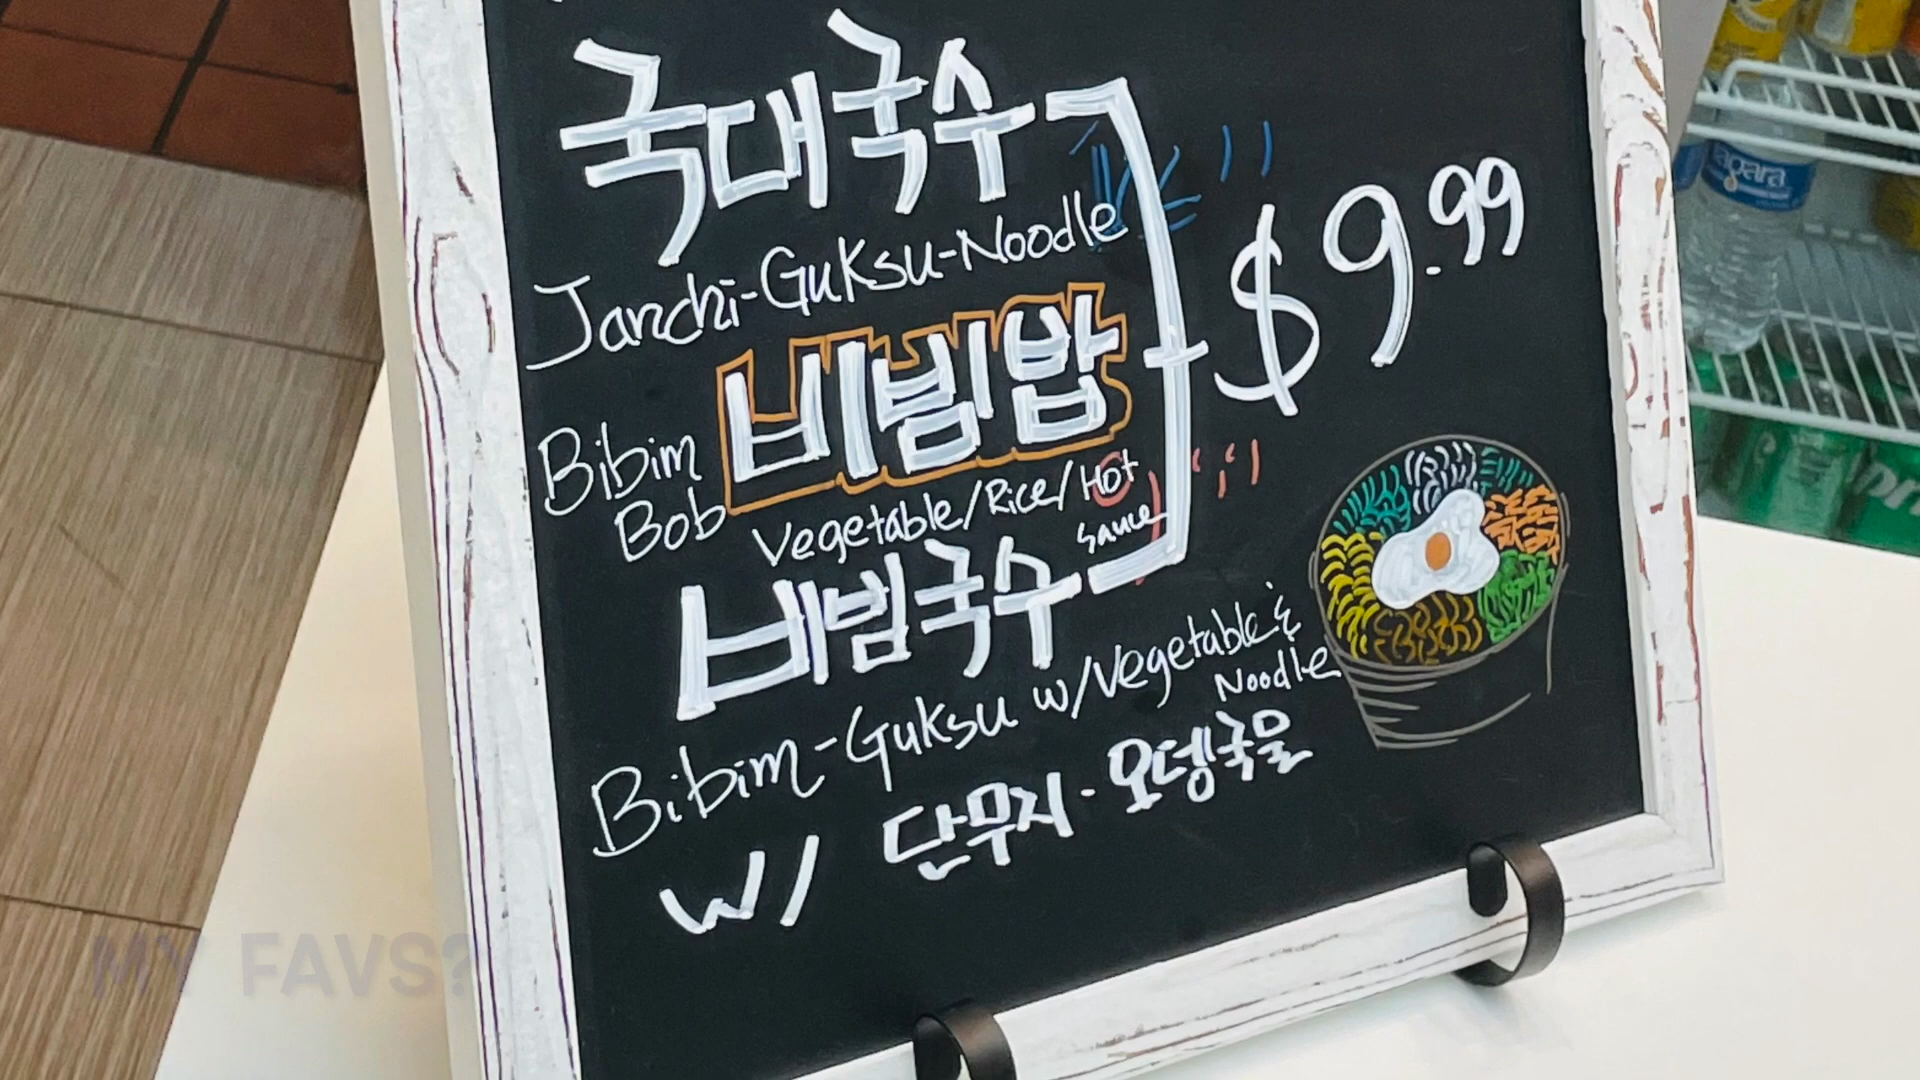 국대국수
Janchi-Guksu-Noodle
$9.99
비빔밥
Bibim
Bob
Vegetable/Rice/Hot
sauce
비빔국수
Bibim-Guksu w/Vegetable &
Noodle
w/ 단무지·오뎅국물
MY FAVS?